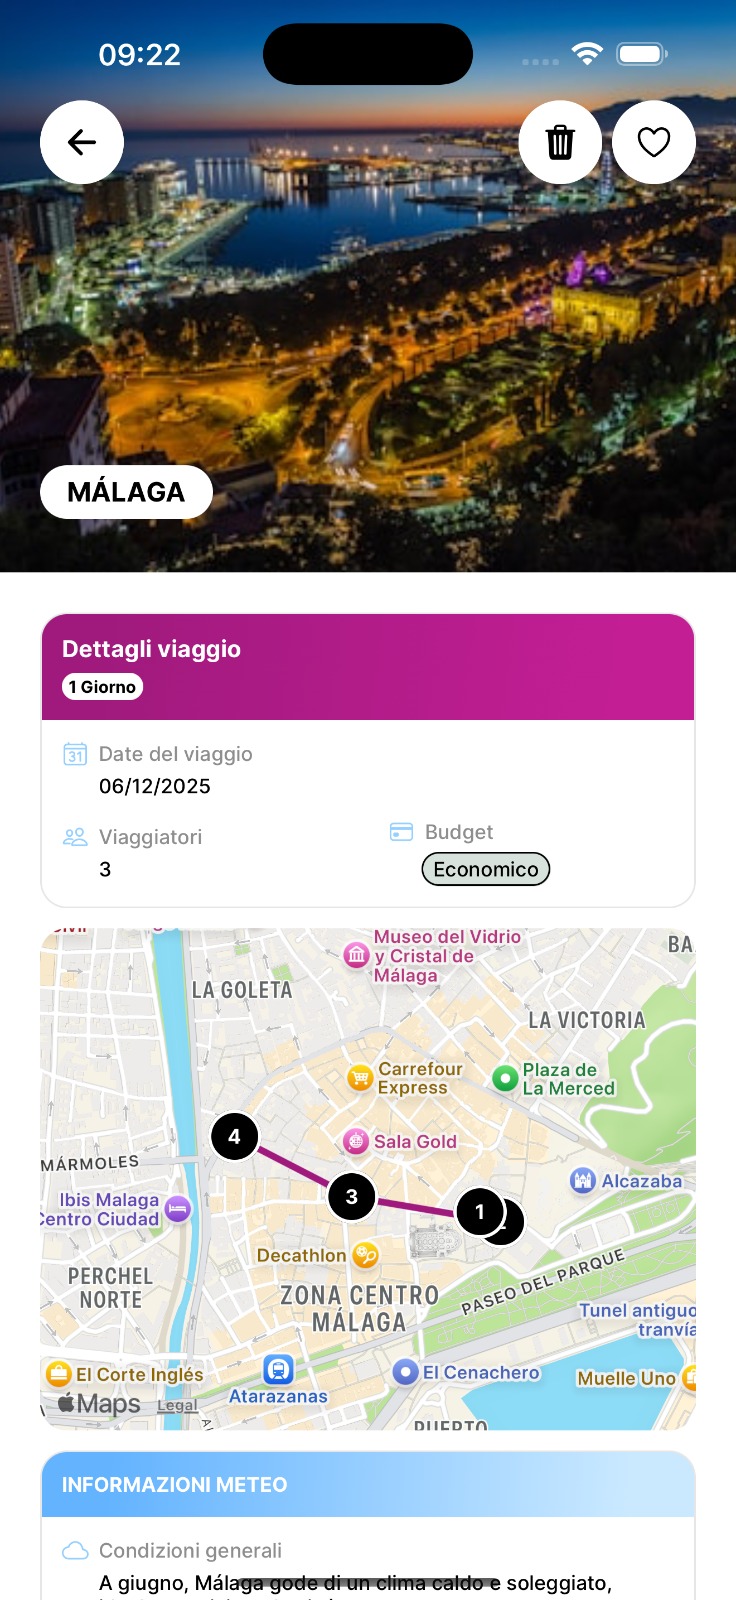 09:22
MÁLAGA
Dettagli viaggio
1 Giorno
Date del viaggio
06/12/2025
Viaggiatori
3
Budget
Economico
Museo del Vidrio
y Cristal de
Málaga
BA
LA GOLETA
LA VICTORIA
Carrefour
Express
Plaza de
La Merced
4
Sala Gold
MÁRMOLES
3
1
Alcazaba
Ibis Malaga
Centro Ciudad
Decathlon
PERCHEL
NORTE
ZONA CENTRO
MÁLAGA
PASEO DEL PARQUE
Tunel antiguo
tranvía
El Corte Inglés
Atarazanas
El Cenachero
Muelle Uno
Maps
Legal
PUERTO
INFORMAZIONI METEO
Condizioni generali
A giugno, Málaga gode di un clima caldo e soleggiato,